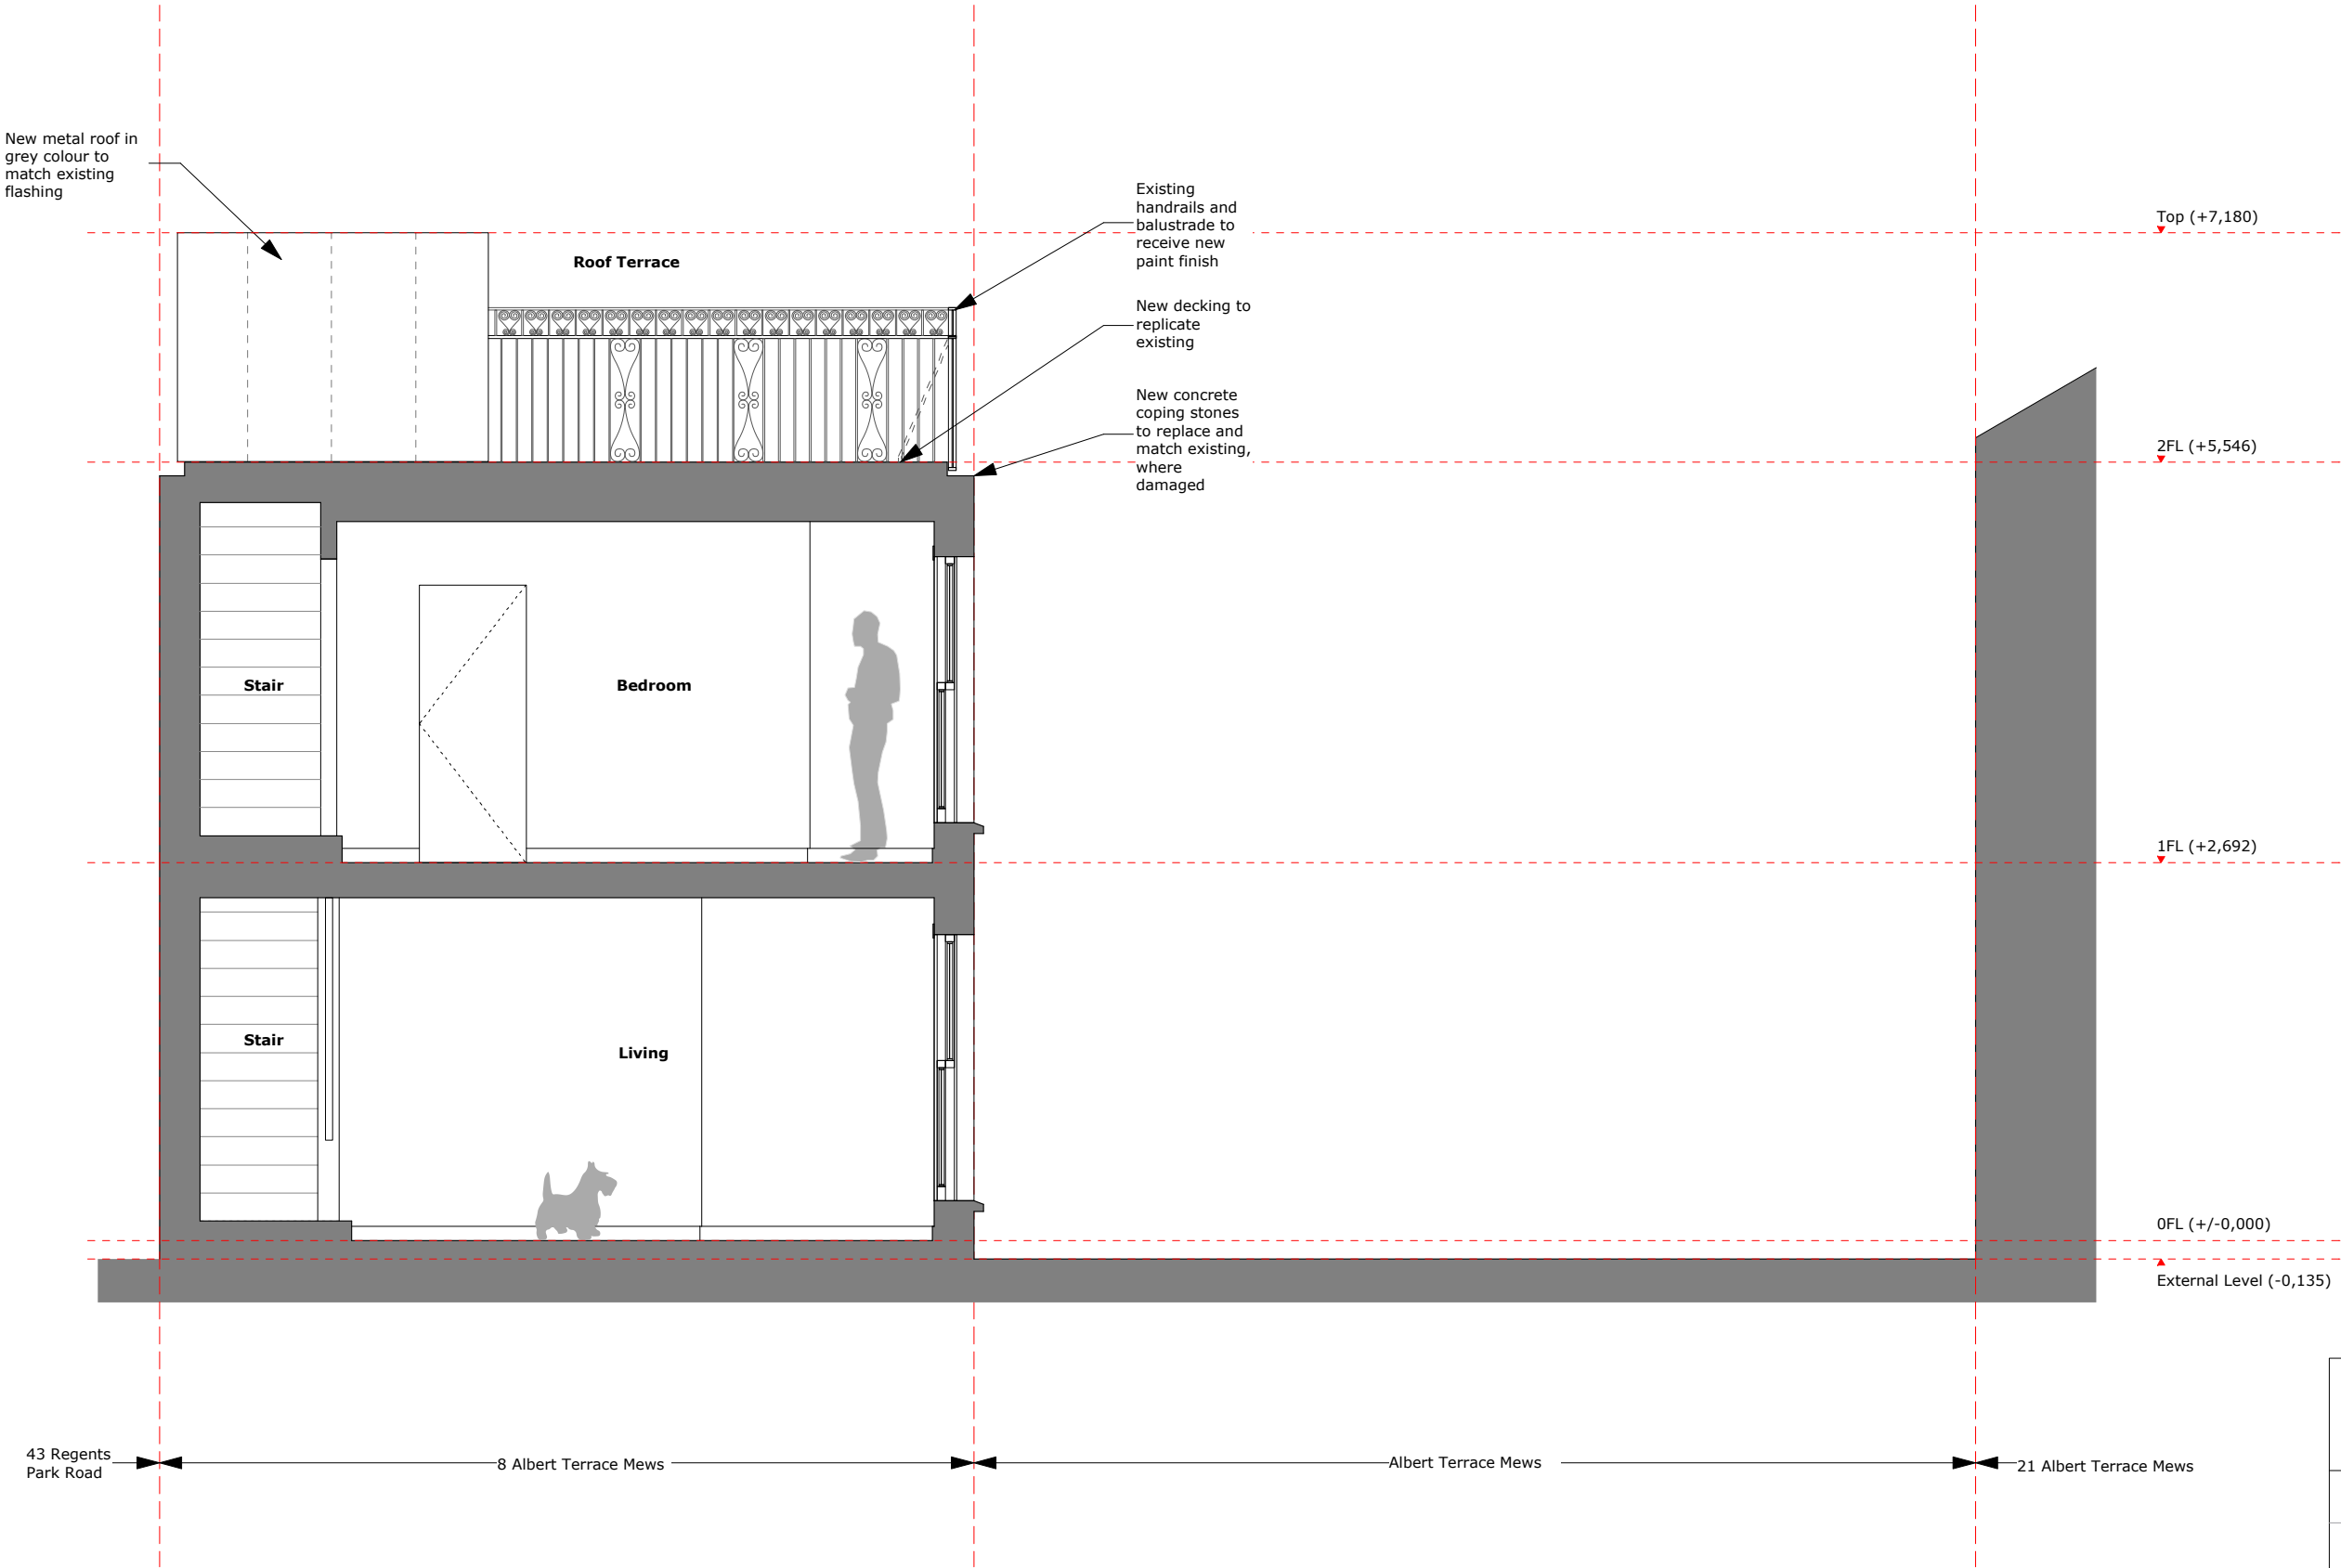 New metal roof in
grey colour to
match existing
flashing
Existing
handrails and
balustrade to
receive new
paint finish
Top (+7,180)
Roof Terrace
New decking to
replicate
existing
New concrete
coping stones
to replace and
match existing,
where
damaged
2FL (+5,546)
Stair
Bedroom
1FL (+2,692)
Stair
Living
0FL (+/-0,000)
External Level (-0,135)
43 Regents
Park Road
8 Albert Terrace Mews
Albert Terrace Mews
21 Albert Terrace Mews